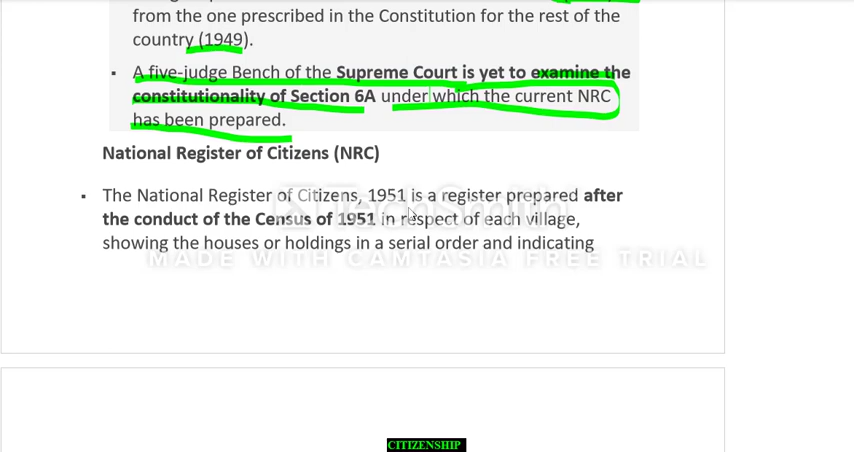 from the one prescribed in the Constitution for the rest of the
country (1949).
▪ A five-judge Bench of the Supreme Court is yet to examine the
constitutionality of Section 6A under which the current NRC
has been prepared.
National Register of Citizens (NRC)
▪ The National Register of Citizens, 1951 is a register prepared after
the conduct of the Census of 1951 in respect of each village,
showing the houses or holdings in a serial order and indicating
TechSmith
MADE WITH CAMTASIA FREE TRIAL
CITIZENSHIP